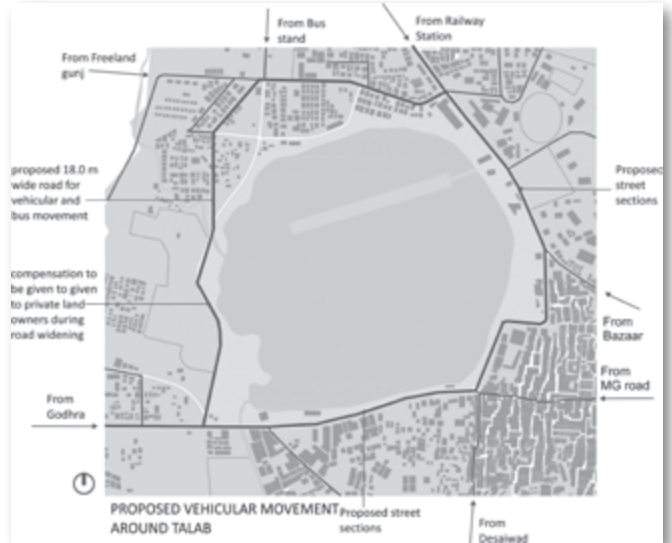 From Bus
stand
From Railway
Station
From Freeland
gunj
proposed 18.0 m
wide road for
vehicular and
bus movement
Proposed
street
sections
compensation to
be given to given
to private land
owners during
road widening
From
Bazaar
From
MG road
From
Godhra
PROPOSED VEHICULAR MOVEMENT
AROUND TALAB
Proposed street
sections
From
Desaiwad